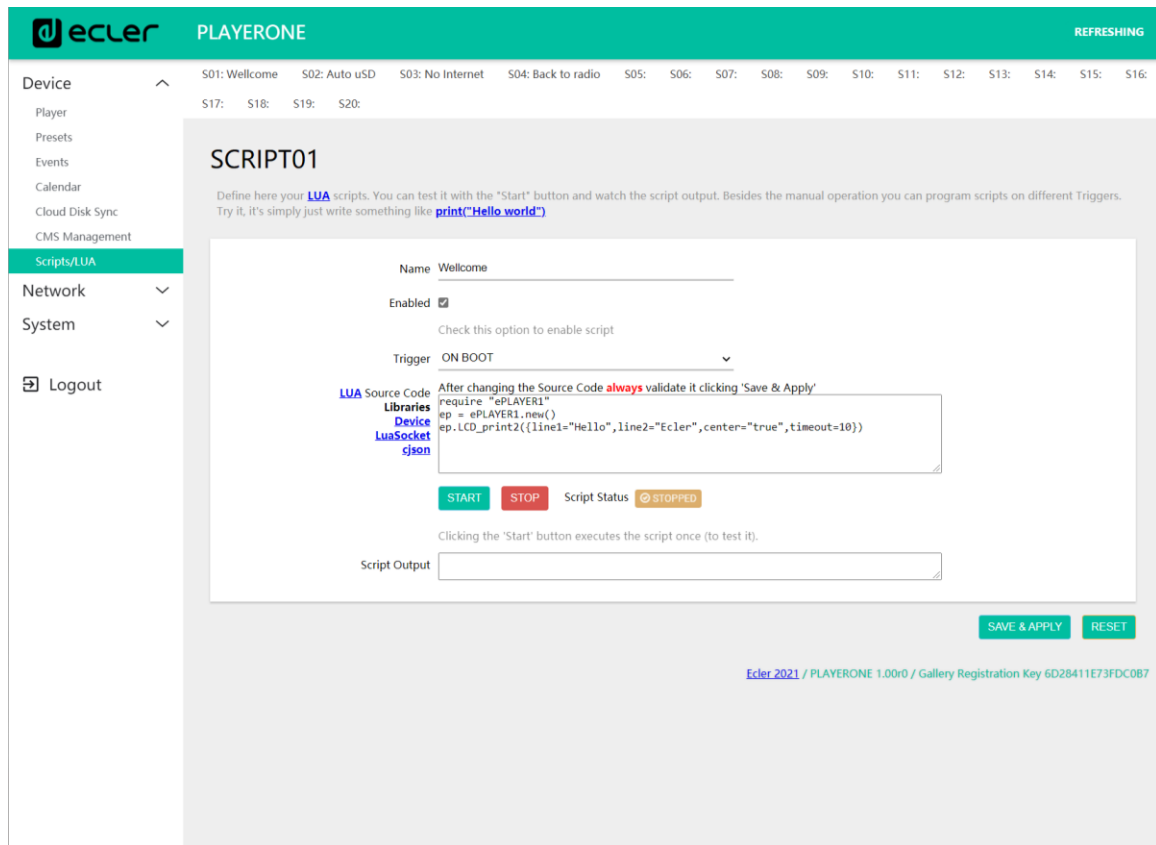 ecler
PLAYERONE
REFRESHING
Device
Player
Presets
Events
Calendar
Cloud Disk Sync
CMS Management
Scripts/LUA
Network
System
Logout
S01: Wellcome S02: Auto uSD S03: No Internet S04: Back to radio S05: S06: S07: S08: S09: S10: S11: S12: S13: S14: S15: S16:
S17: S18: S19: S20:
SCRIPT01
Define here your LUA scripts. You can test it with the "Start" button and watch the script output. Besides the manual operation you can program scripts on different Triggers.
Try it, it's simply just write something like print("Hello world")
Name Wellcome
Enabled
Check this option to enable script
Trigger ON BOOT
LUA Source Code
Libraries
Device
LuaSocket
cjson
After changing the Source Code always validate it clicking 'Save & Apply'
require "ePLAYER1"
ep = ePLAYER1.new()
ep.LCD_print2({line1="Hello",line2="Ecler",center="true",timeout=10})
START STOP Script Status STOPPED
Clicking the 'Start' button executes the script once (to test it).
Script Output
SAVE & APPLY RESET
Ecler 2021 / PLAYERONE 1.00r0 / Gallery Registration Key 6D28411E73FDC0B7